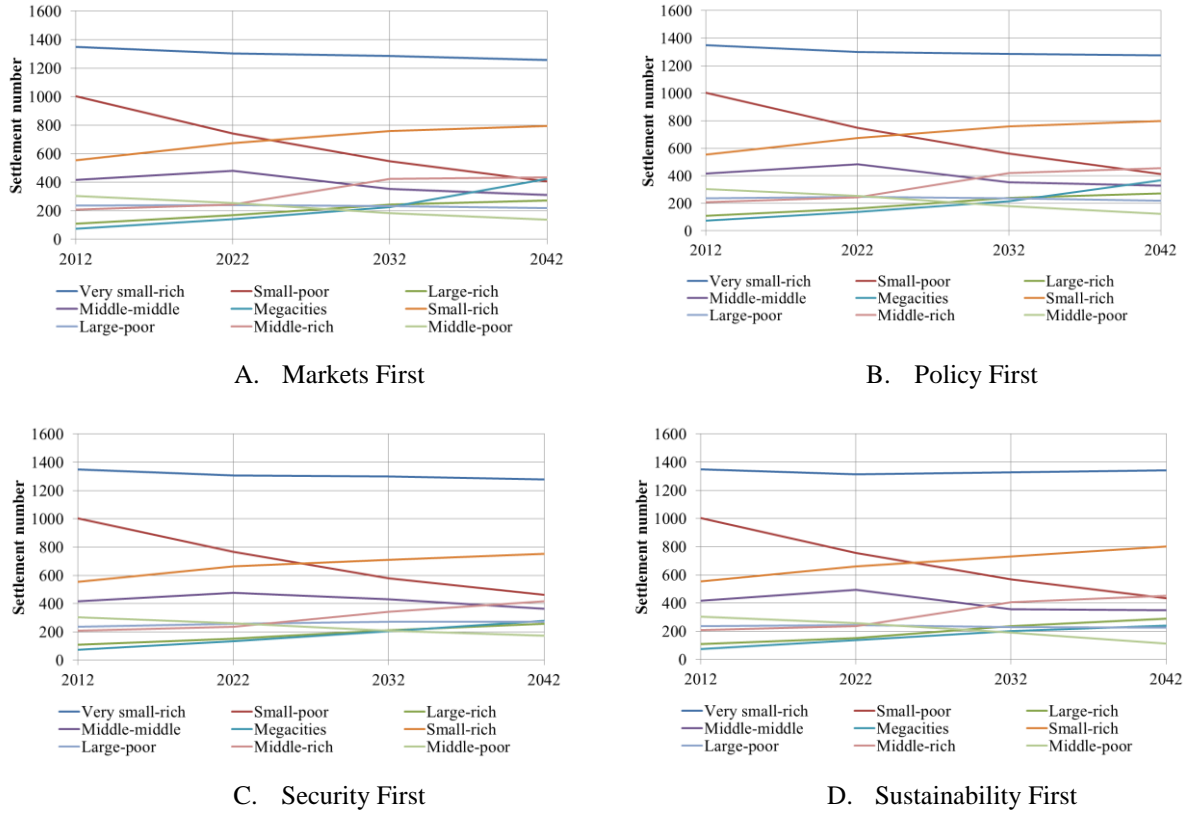 1600
1400
1200
1000
800
600
400
200
0
Settlement number
2012 2022 2032 2042
Very small-rich Small-poor Large-rich
Middle-middle Megacities Small-rich
Large-poor Middle-rich Middle-poor
A. Markets First
1600
1400
1200
1000
800
600
400
200
0
Settlement number
2012 2022 2032 2042
Very small-rich Small-poor Large-rich
Middle-middle Megacities Small-rich
Large-poor Middle-rich Middle-poor
B. Policy First
1600
1400
1200
1000
800
600
400
200
0
Settlement number
2012 2022 2032 2042
Very small-rich Small-poor Large-rich
Middle-middle Megacities Small-rich
Large-poor Middle-rich Middle-poor
C. Security First
1600
1400
1200
1000
800
600
400
200
0
Settlement number
2012 2022 2032 2042
Very small-rich Small-poor Large-rich
Middle-middle Megacities Small-rich
Large-poor Middle-rich Middle-poor
D. Sustainability First